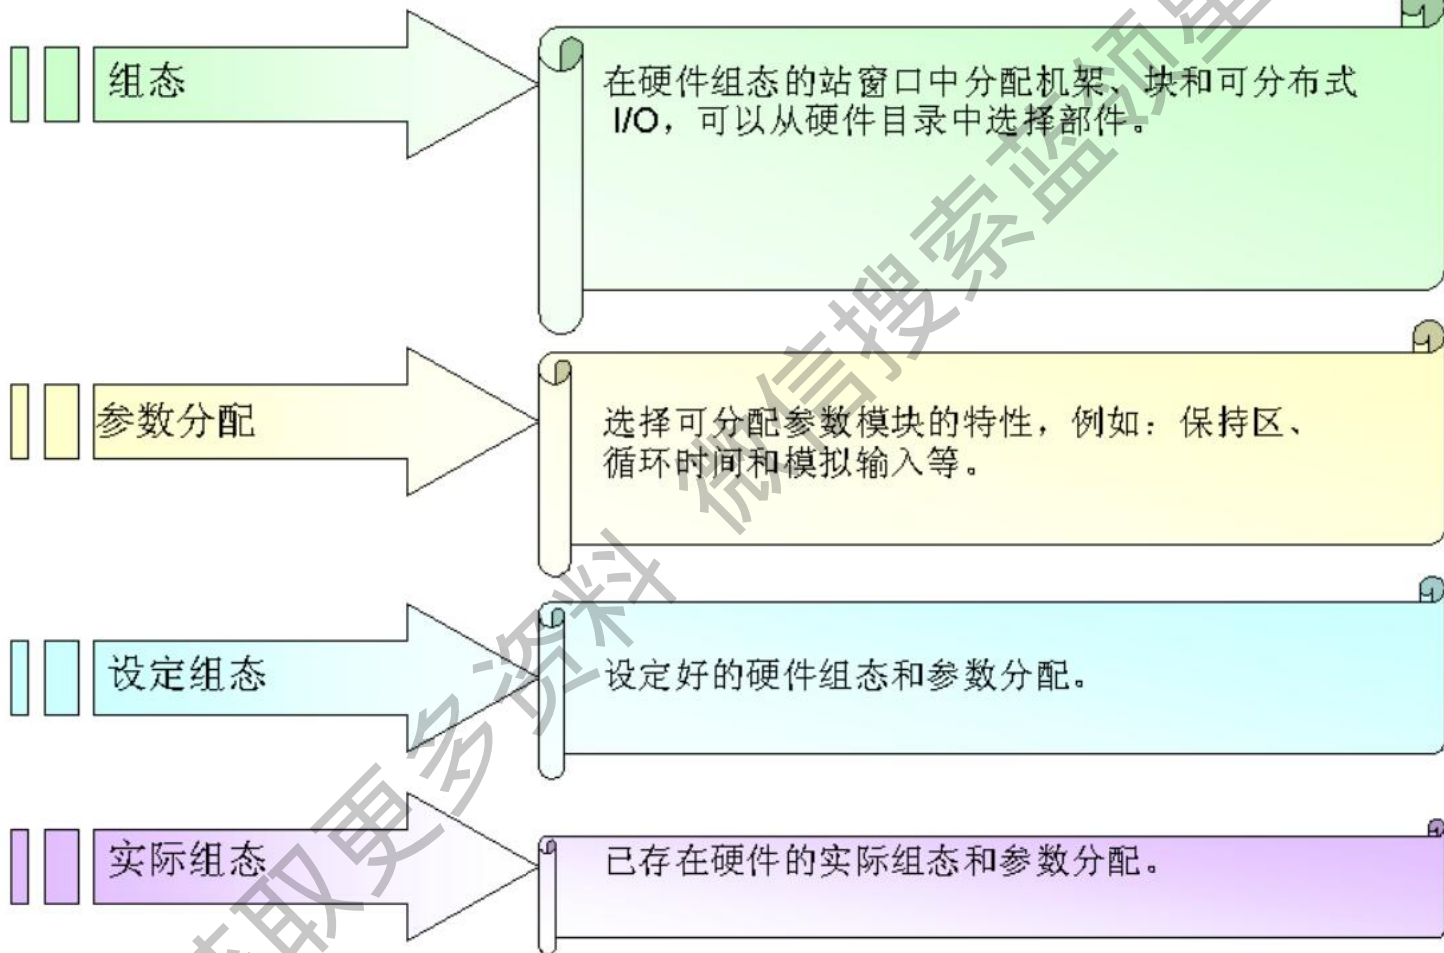 组态
在硬件组态的站窗口中分配机架、块和可分布式
I/O，可以从硬件目录中选择部件。
参数分配
选择可分配参数模块的特性，例如：保持区、
循环时间和模拟输入等。
设定组态
设定好的硬件组态和参数分配。
实际组态
已存在硬件的实际组态和参数分配。
获取更多资料 微信搜索蓝领星